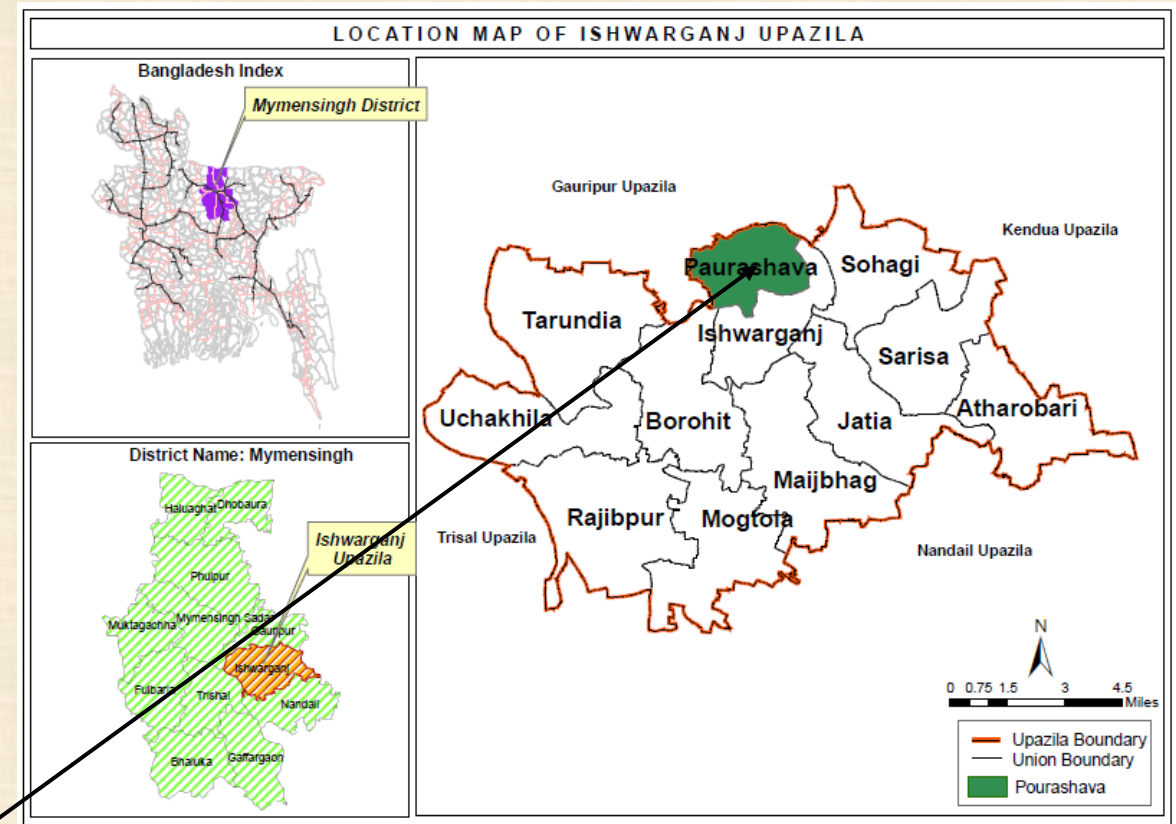 LOCATION MAP OF ISHWARGANJ UPAZILA
Bangladesh Index
Mymensingh District
District Name: Mymensingh
Haluaghat
Dhobaura
Phulpur
Muktagachha
Mymensingh Sadar
Gauripur
Ishwarganj
Upazila
Ishwarganj
Fulbaria
Trishal
Nandail
Bhaluka
Gaffargaon
Gauripur Upazila
Kendua Upazila
Paurashava
Sohagi
Tarundia
Ishwarganj
Sarisa
Uchakhila
Borohit
Jatia
Atharobari
Maijbhag
Rajibpur
Mogtola
Trisal Upazila
Nandail Upazila
N
0 0.75 1.5 3 4.5
Miles
Upazila Boundary
Union Boundary
Pourashava